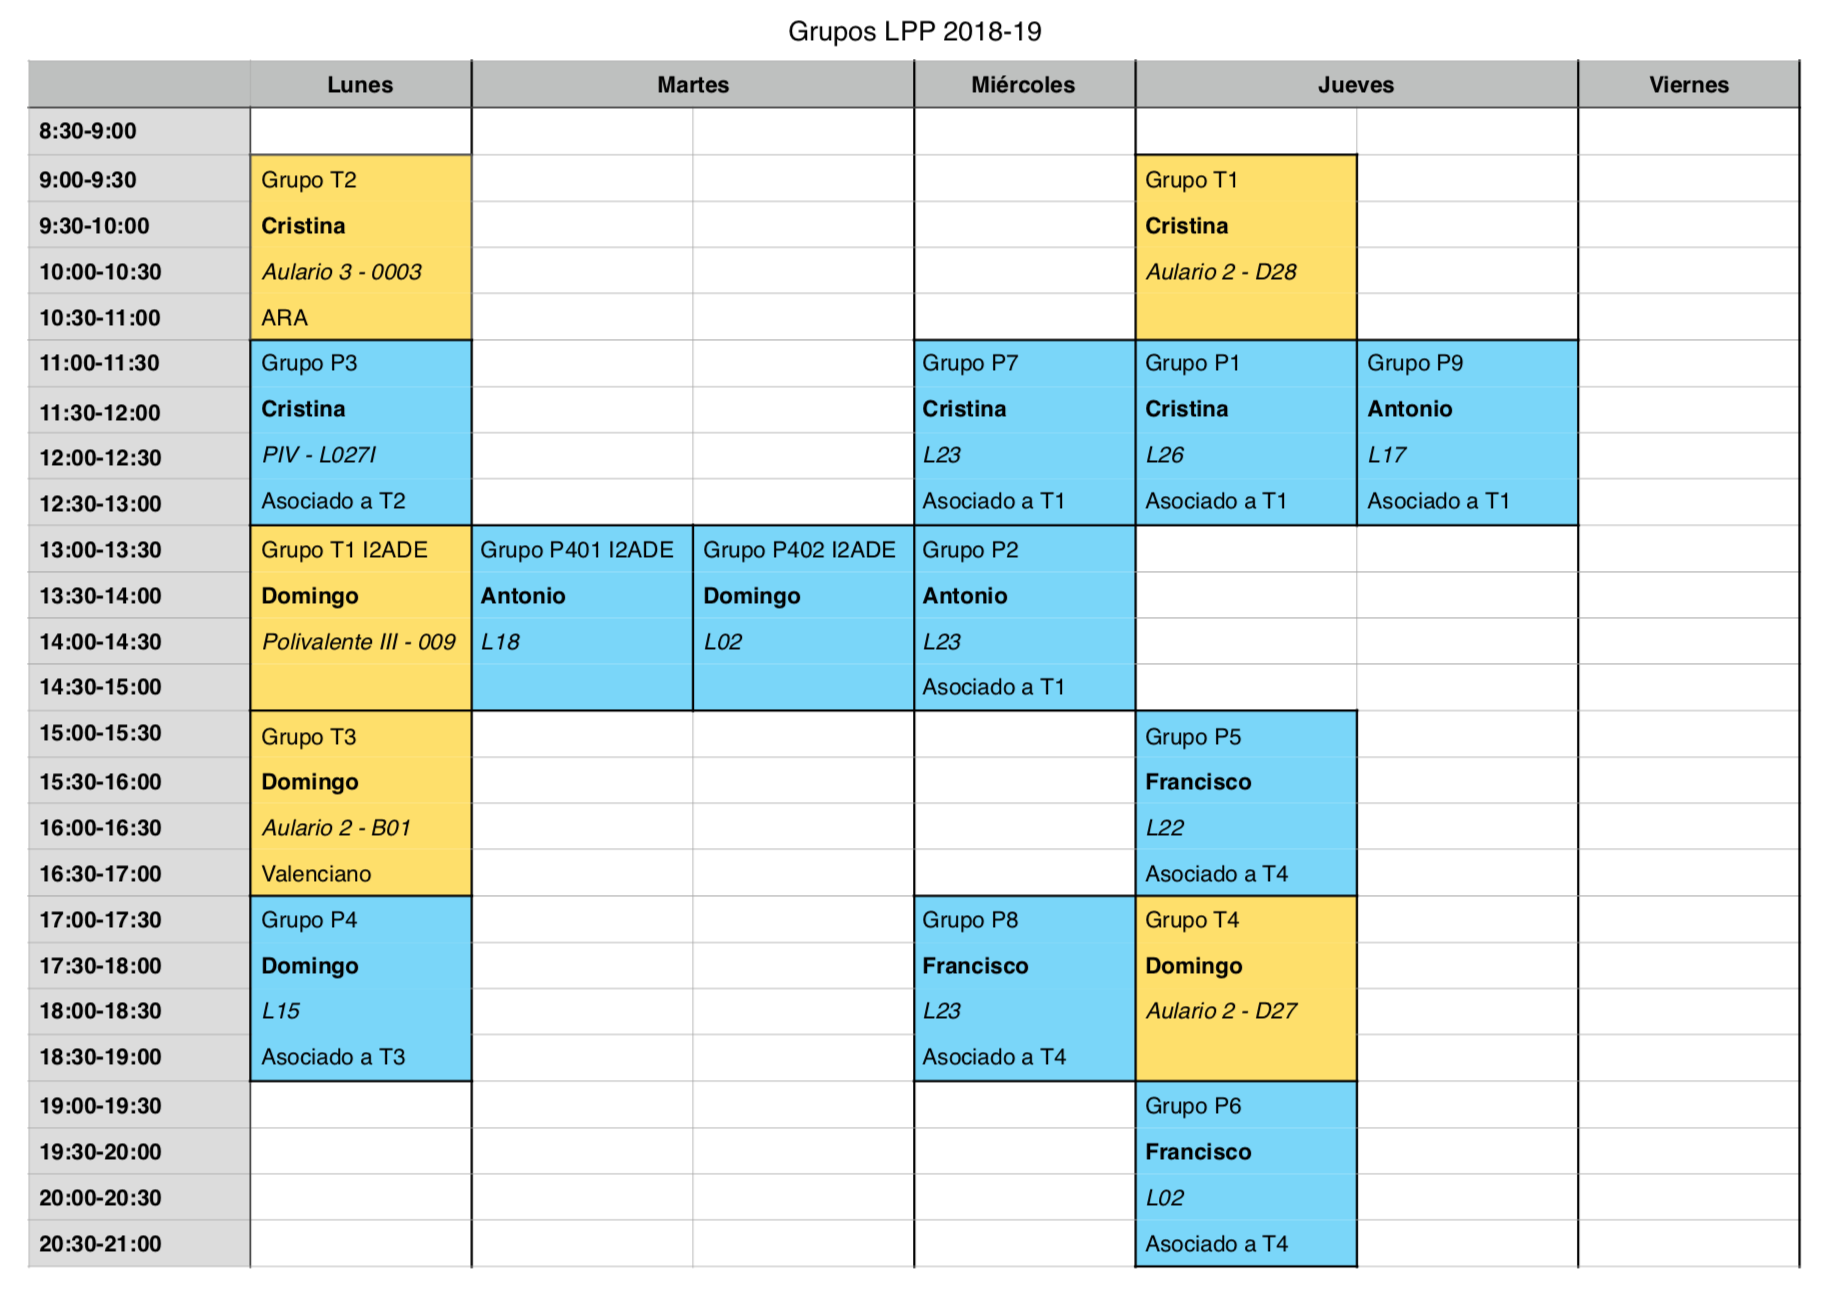 Grupos LPP 2018-19
Lunes Martes Miércoles Jueves Viernes
8:30-9:00
9:00-9:30 Grupo T2 Grupo T1
9:30-10:00 Cristina Cristina
10:00-10:30 Aulario 3 - 0003 Aulario 2 - D28
10:30-11:00 ARA
11:00-11:30 Grupo P3 Grupo P7 Grupo P1 Grupo P9
11:30-12:00 Cristina Cristina Cristina Antonio
12:00-12:30 PIV - L027I L23 L26 L17
12:30-13:00 Asociado a T2 Asociado a T1 Asociado a T1 Asociado a T1
13:00-13:30 Grupo T1 I2ADE Grupo P401 I2ADE Grupo P402 I2ADE Grupo P2
13:30-14:00 Domingo Antonio Domingo Antonio
14:00-14:30 Polivalente III - 009 L18 L02 L23
14:30-15:00 Asociado a T1
15:00-15:30 Grupo T3 Grupo P5
15:30-16:00 Domingo Francisco
16:00-16:30 Aulario 2 - B01 L22
16:30-17:00 Valenciano Asociado a T4
17:00-17:30 Grupo P4 Grupo P8 Grupo T4
17:30-18:00 Domingo Francisco Domingo
18:00-18:30 L15 L23 Aulario 2 - D27
18:30-19:00 Asociado a T3 Asociado a T4
19:00-19:30 Grupo P6
19:30-20:00 Francisco
20:00-20:30 L02
20:30-21:00 Asociado a T4